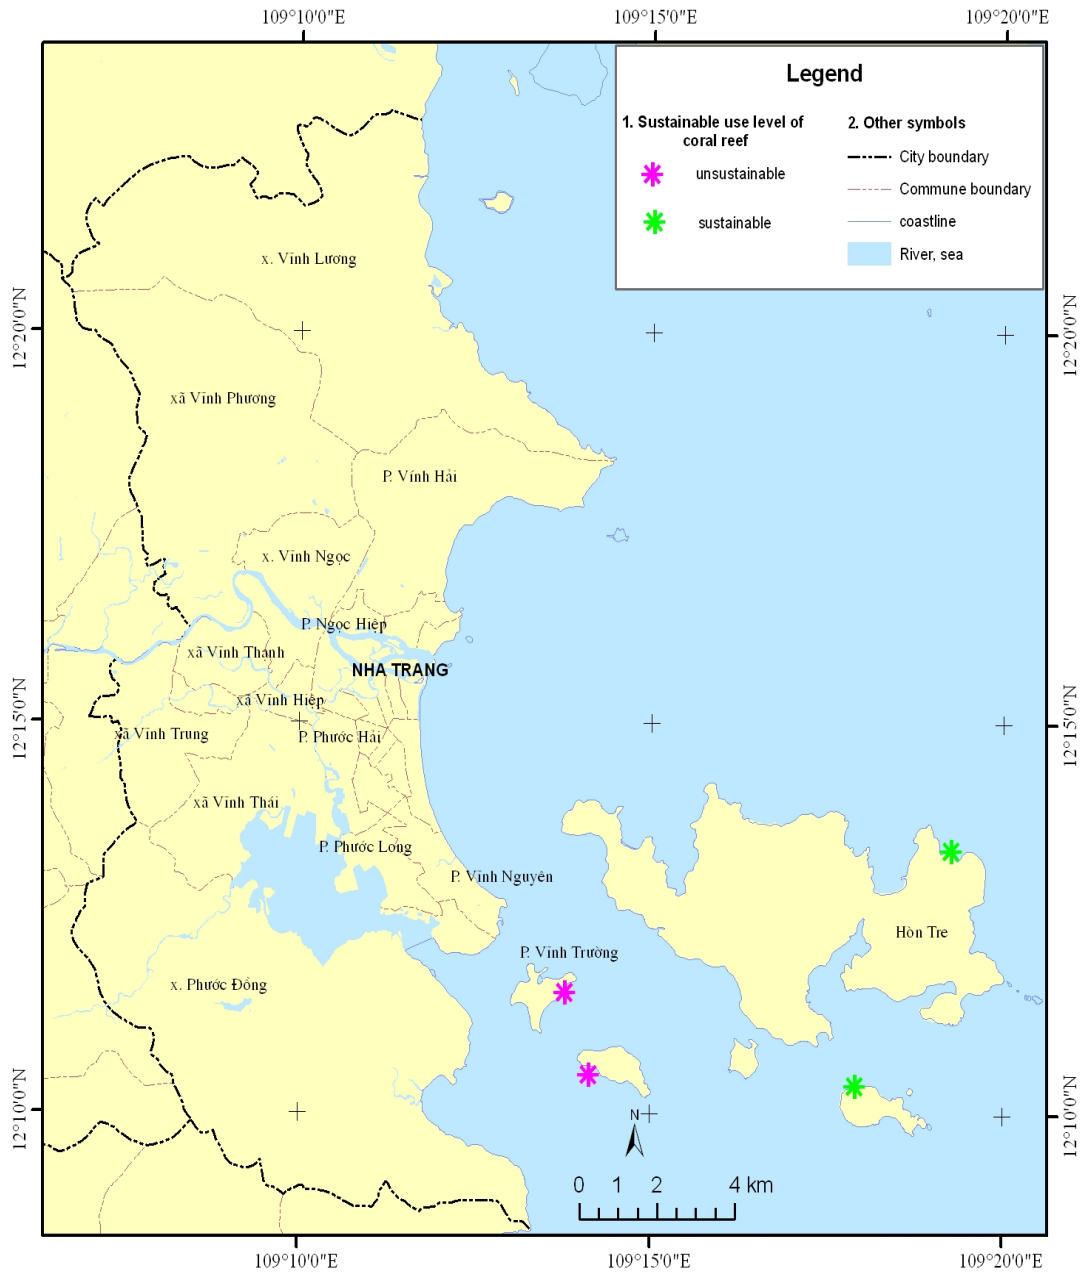 109°10'0"E
109°15'0"E
109°20'0"E
Legend
1. Sustainable use level of
coral reef
unsustainable
sustainable
2. Other symbols
City boundary
Commune boundary
coastline
River, sea
12°20'0"N
12°20'0"N
x. Vĩnh Lương
xã Vĩnh Phương
P. Vính Hải
x. Vĩnh Ngọc
P. Ngọc Hiệp
xã Vĩnh Thạnh
NHA TRANG
xã Vĩnh Hiệp
12°15'0"N
12°15'0"N
xã Vĩnh Trung
P. Phước Hải
xã Vĩnh Thái
P. Phước Long
P. Vĩnh Nguyên
Hòn Tre
P. Vĩnh Trường
x. Phước Đồng
12°10'0"N
12°10'0"N
N
0 1 2 4 km
109°10'0"E
109°15'0"E
109°20'0"E